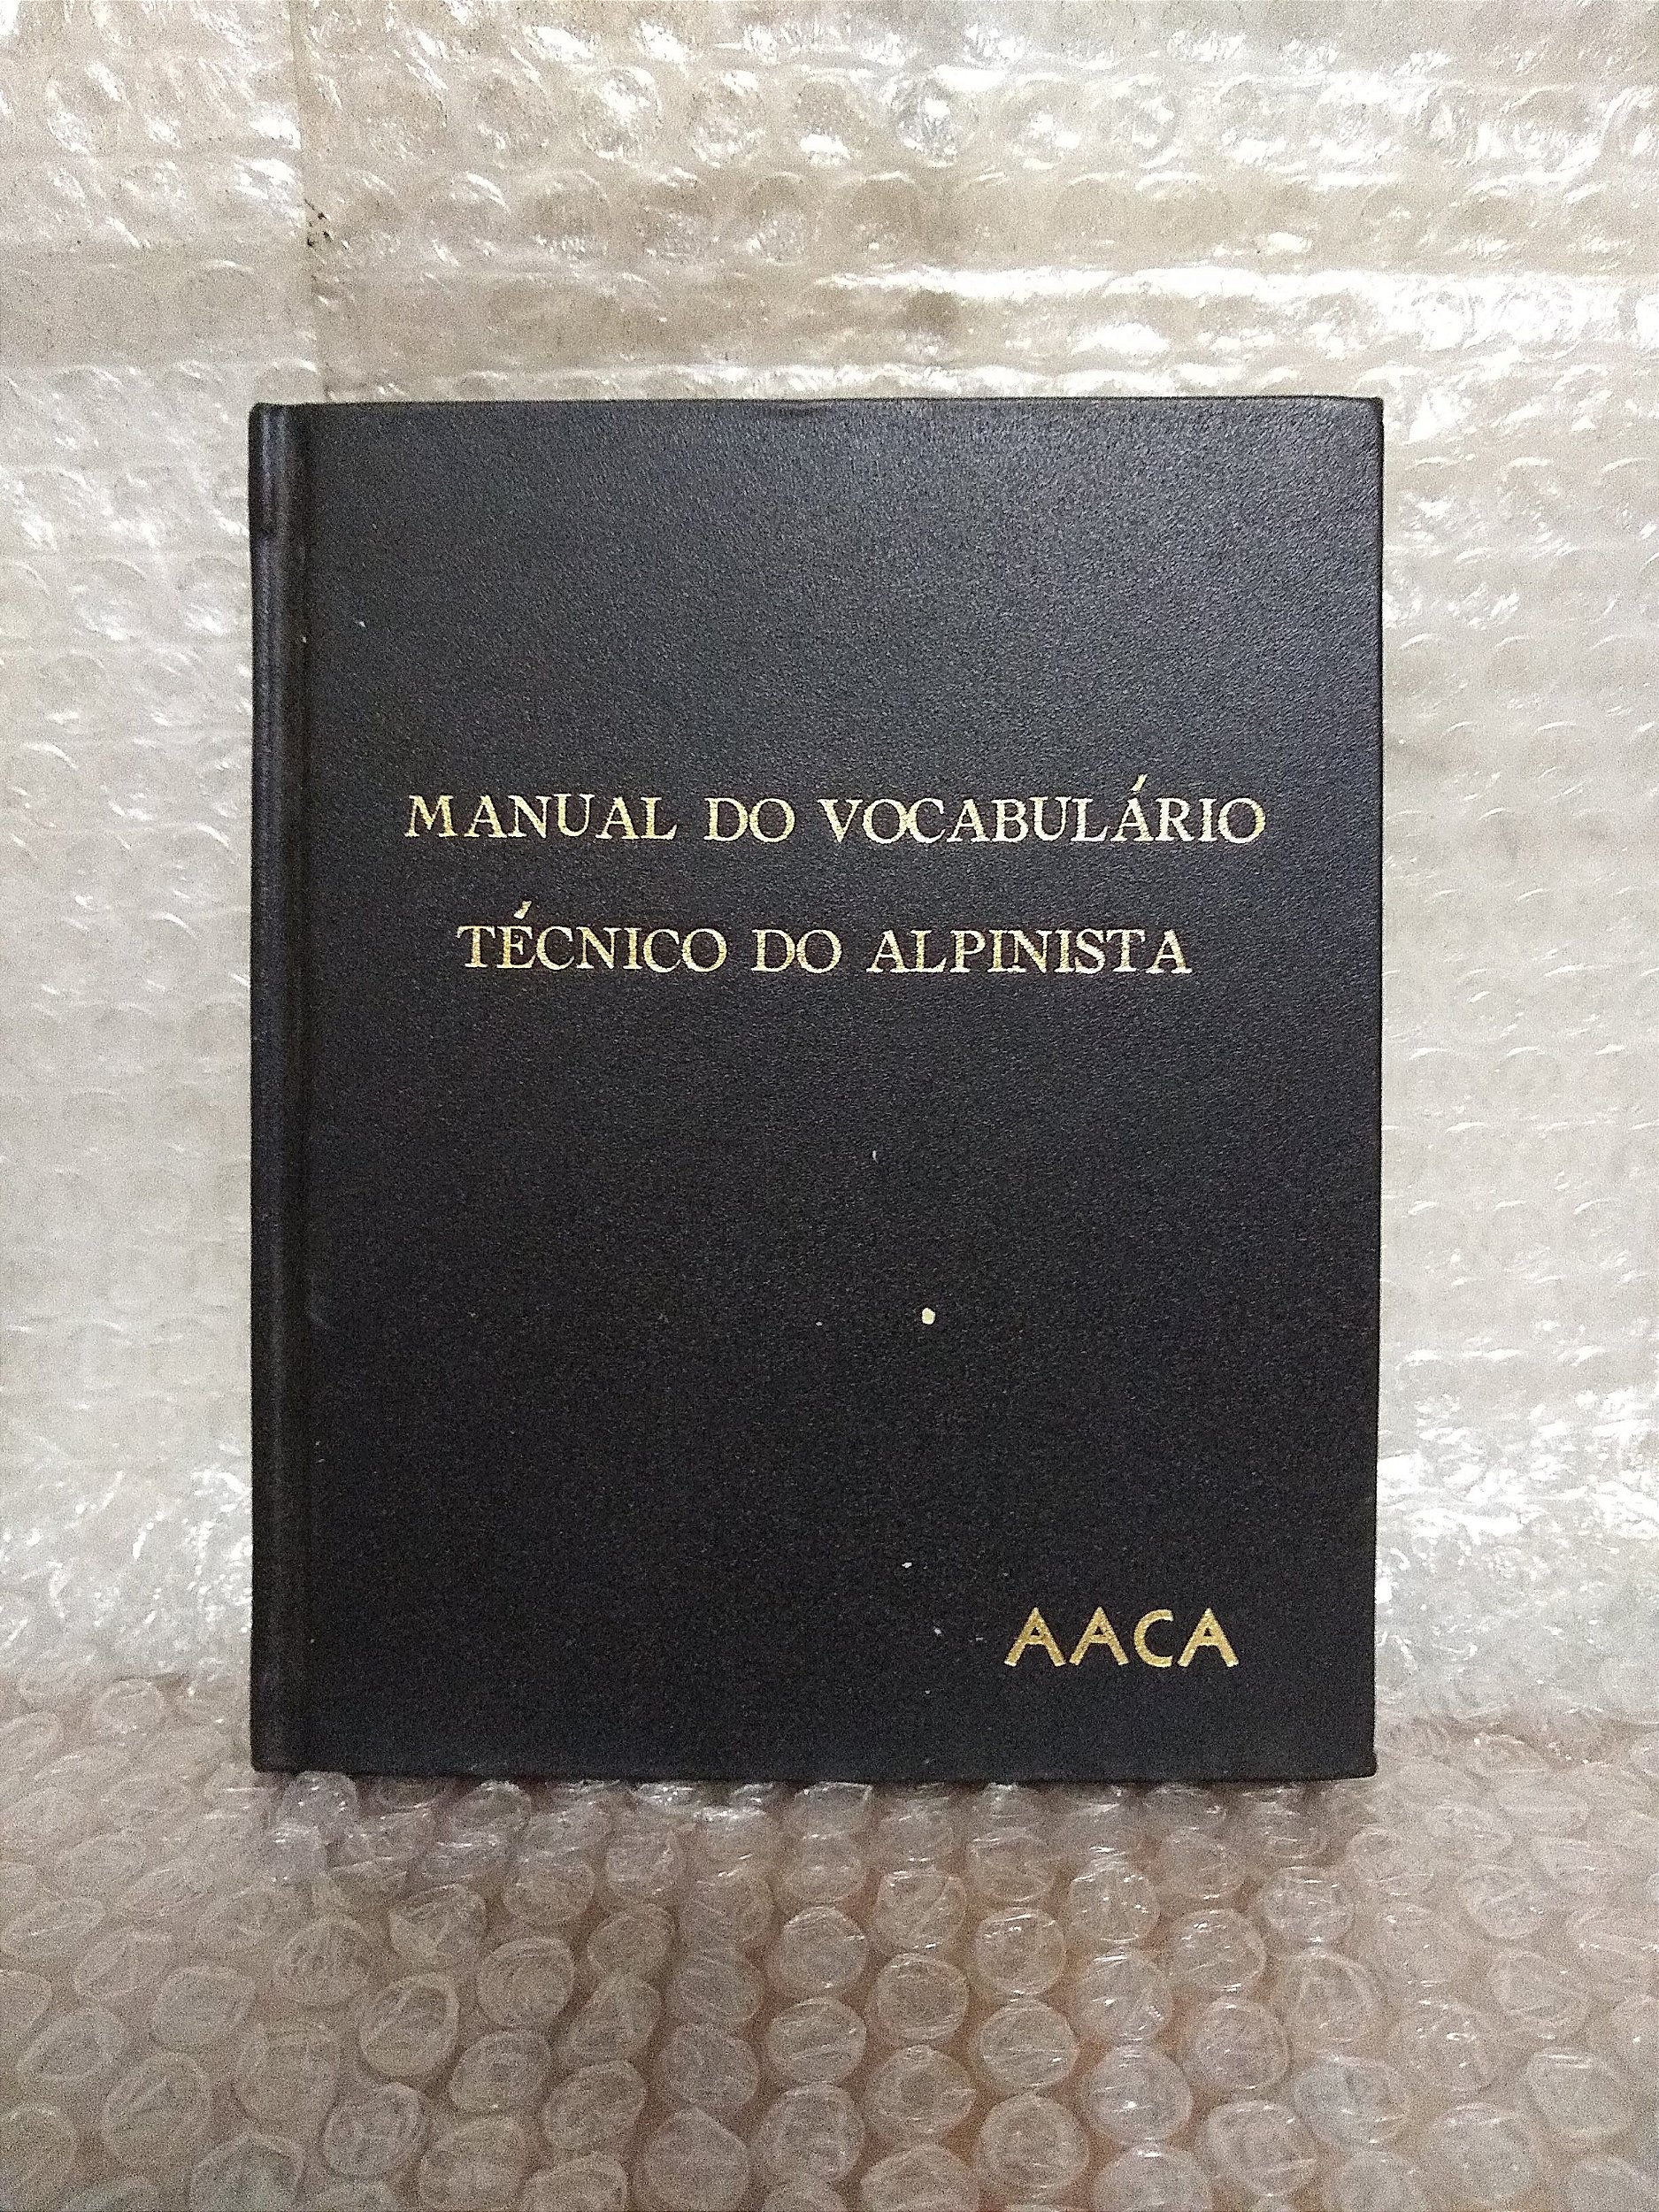 MANUAL DO VOCABULÁRIO
TÉCNICO DO ALPINISTA
AACA